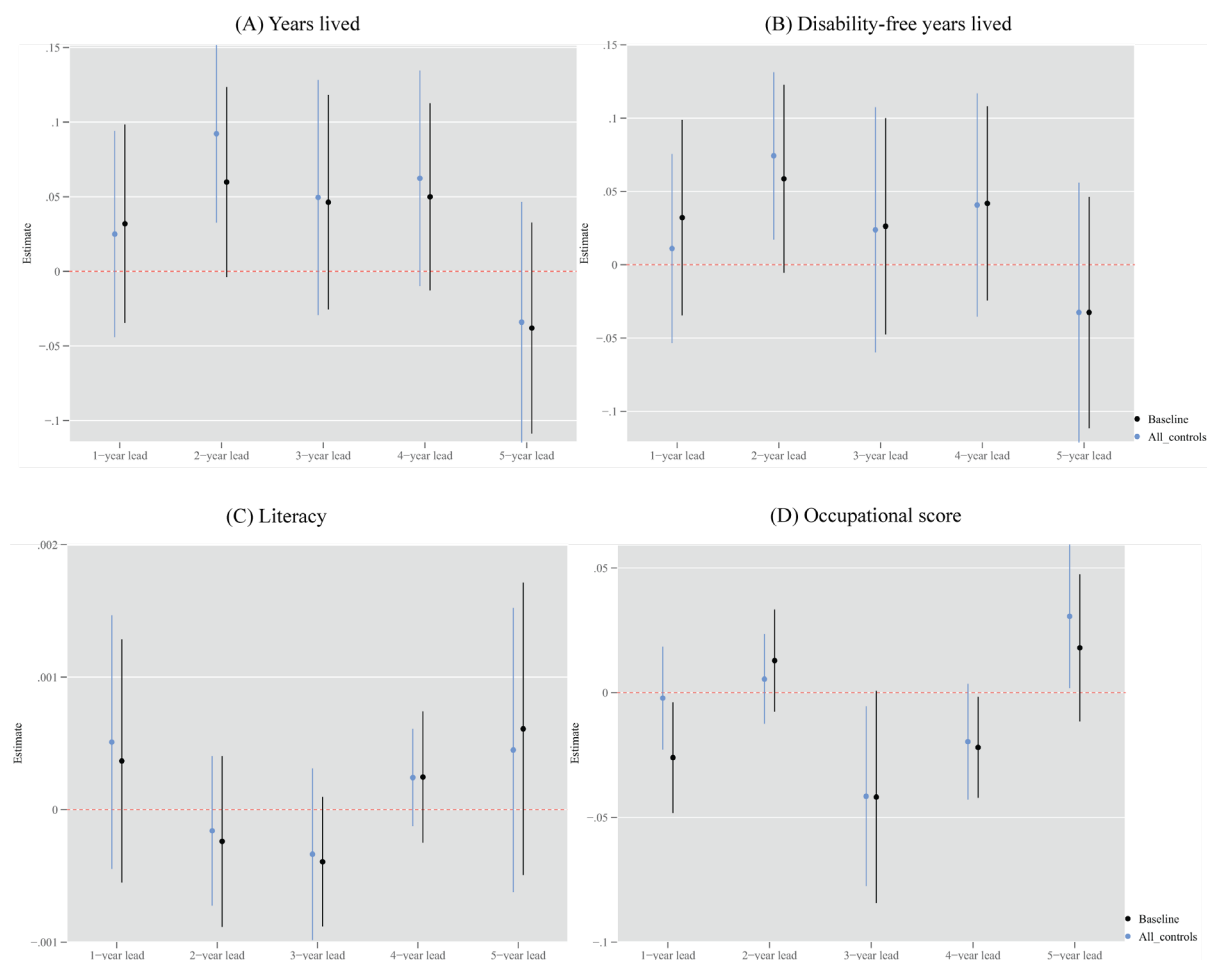 (A) Years lived
(B) Disability-free years lived
.15
.1
.05
0
−.05
−.1
Estimate
1−year lead 2−year lead 3−year lead 4−year lead 5−year lead
.15
.1
.05
0
−.05
−.1
Estimate
1−year lead 2−year lead 3−year lead 4−year lead 5−year lead
Baseline
All_controls
(C) Literacy
(D) Occupational score
.002
.001
0
−.001
Estimate
1−year lead 2−year lead 3−year lead 4−year lead 5−year lead
.05
0
−.05
−.1
Estimate
1−year lead 2−year lead 3−year lead 4−year lead 5−year lead
Baseline
All_controls